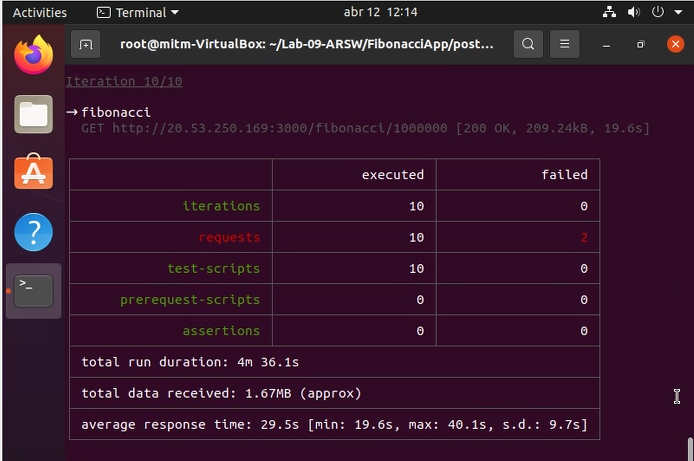 Activities Terminal abr 12 12:14
root@mitm-VirtualBox: ~/Lab-09-ARSW/FibonacciApp/post...
Iteration 10/10
→ fibonacci
GET http://20.53.250.169:3000/fibonacci/1000000 [200 OK, 209.24kB, 19.6s]
executed failed
iterations 10 0
requests 10 2
test-scripts 10 0
prerequest-scripts 0 0
assertions 0 0
total run duration: 4m 36.1s
total data received: 1.67MB (approx)
average response time: 29.5s [min: 19.6s, max: 40.1s, s.d.: 9.7s]